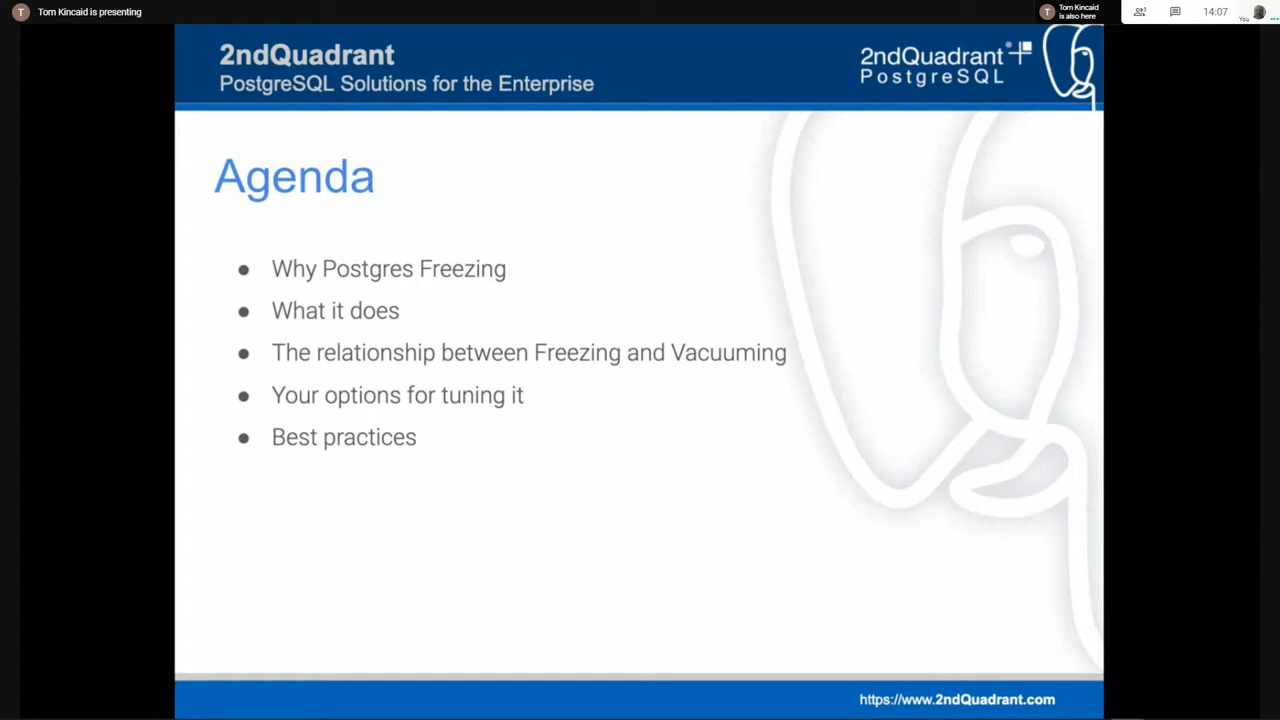 Tom Kincaid is presenting
T
Tom Kincaid
is also here
T
3
14:07
You
2ndQuadrant
PostgreSQL Solutions for the Enterprise
2ndQuadrant®
PostgreSQL
Agenda
● Why Postgres Freezing
● What it does
● The relationship between Freezing and Vacuuming
● Your options for tuning it
● Best practices
https://www.2ndQuadrant.com